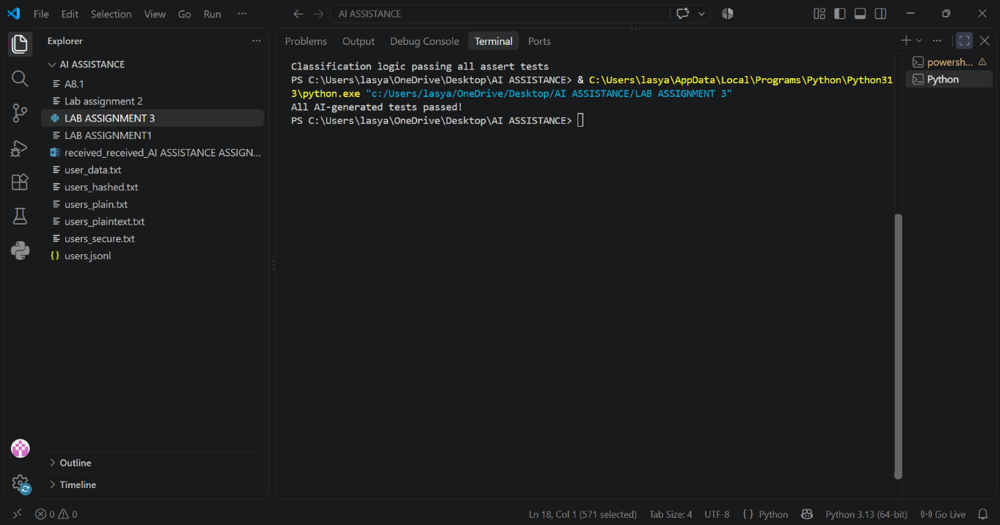 File Edit Selection View Go Run ···
AI ASSISTANCE
Explorer
AI ASSISTANCE
A8.1
Lab assignment 2
LAB ASSIGNMENT 3
LAB ASSIGNMENT1
received_received_AI ASSISTANCE ASSIGN...
user_data.txt
users_hashed.txt
users_plain.txt
users_plaintext.txt
users_secure.txt
{} users.jsonl
Outline
Timeline
Problems Output Debug Console Terminal Ports
Classification logic passing all assert tests
PS C:\Users\lasya\OneDrive\Desktop\AI ASSISTANCE> & C:\Users\lasya\AppData\Local\Programs\Python\Python31
3\python.exe "c:/Users/lasya/OneDrive/Desktop/AI ASSISTANCE/LAB ASSIGNMENT 3"
All AI-generated tests passed!
PS C:\Users\lasya\OneDrive\Desktop\AI ASSISTANCE>
powersh...
Python
0 0
Ln 18, Col 1 (571 selected) Tab Size: 4 UTF-8 {} Python Python 3.13 (64-bit) Go Live